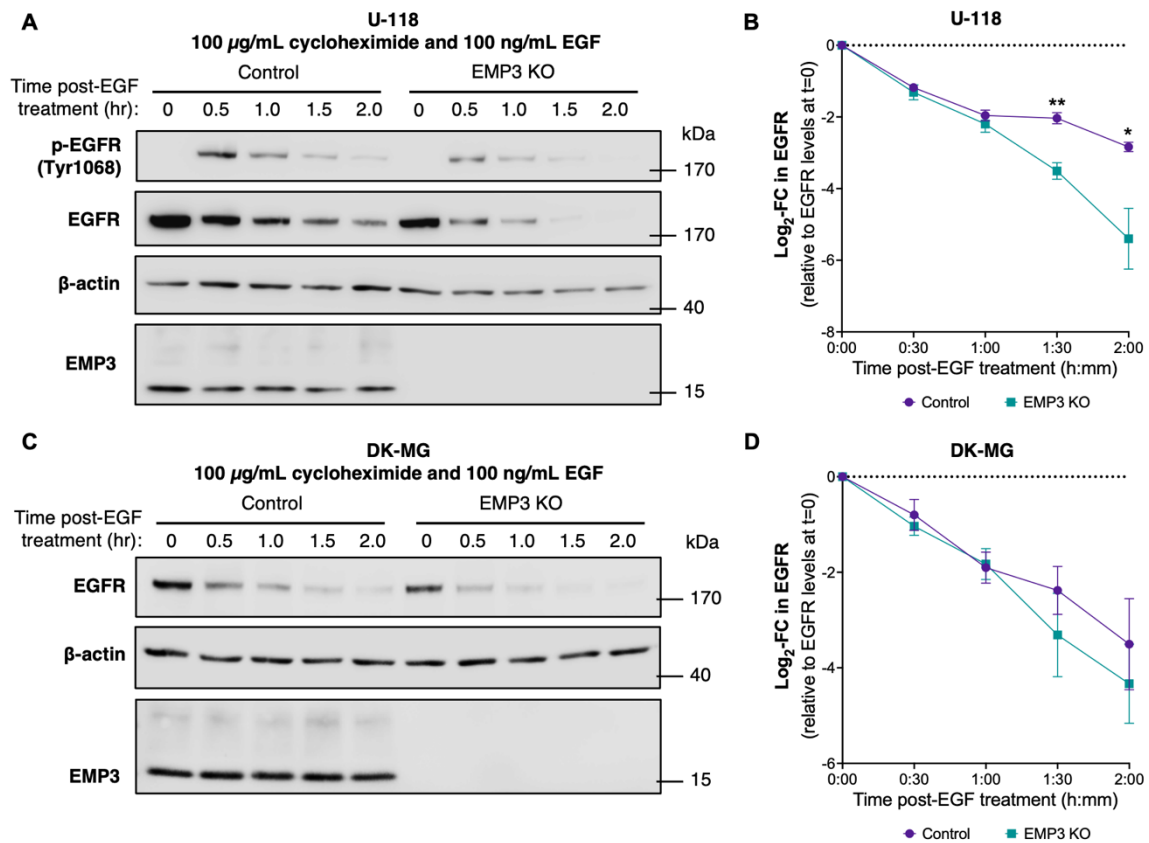 A
U-118
100 µg/mL cycloheximide and 100 ng/mL EGF
Control EMP3 KO
Time post-EGF
treatment (hr): 0 0.5 1.0 1.5 2.0 0 0.5 1.0 1.5 2.0
kDa
p-EGFR
(Tyr1068)
170
EGFR
170
β-actin
40
EMP3
15
B
U-118
Log₂-FC in EGFR
(relative to EGFR levels at t=0)
0
-2
-4
-6
-8
**
*
0:00 0:30 1:00 1:30 2:00
Time post-EGF treatment (h:mm)
Control EMP3 KO
C
DK-MG
100 µg/mL cycloheximide and 100 ng/mL EGF
Control EMP3 KO
Time post-EGF
treatment (hr): 0 0.5 1.0 1.5 2.0 0 0.5 1.0 1.5 2.0 kDa
EGFR
170
β-actin
40
EMP3
15
D
DK-MG
Log₂-FC in EGFR
(relative to EGFR levels at t=0)
0
-2
-4
-6
0:00 0:30 1:00 1:30 2:00
Time post-EGF treatment (h:mm)
Control EMP3 KO